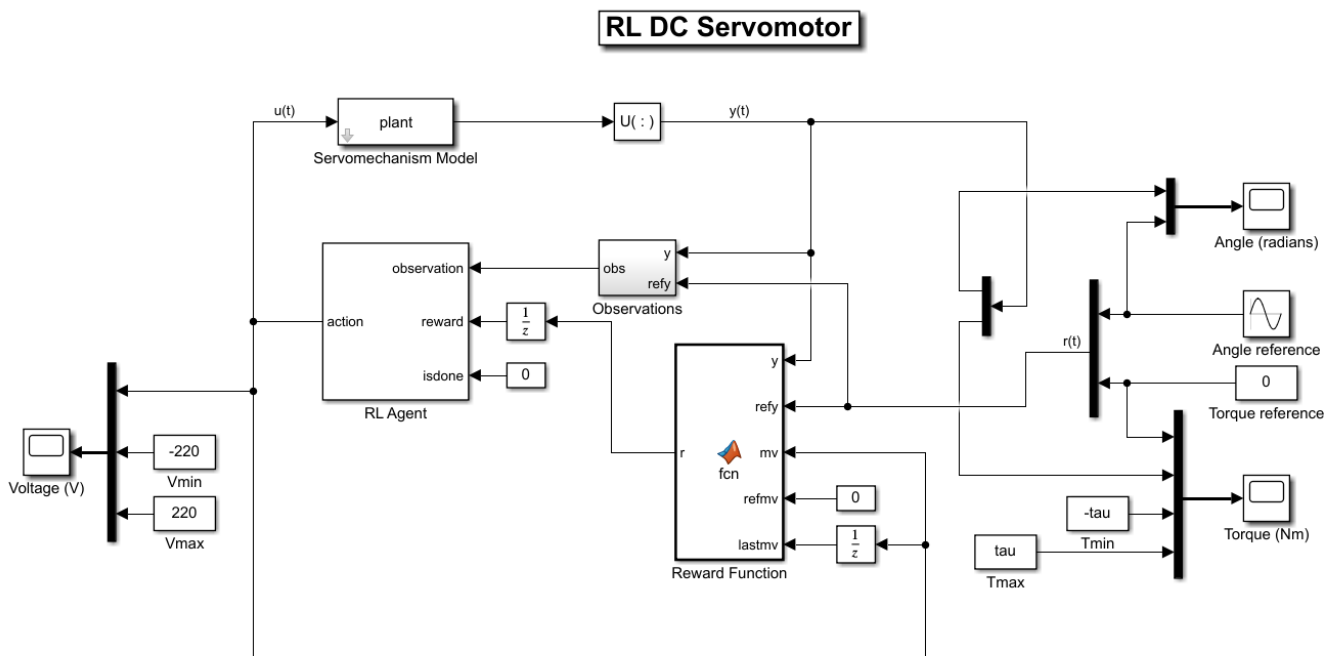 RL DC Servomotor
u(t)
plant
Servomechanism Model
U( : )
y(t)
Angle (radians)
observation
action
reward
isdone
RL Agent
1
z
0
y
obs
refy
Observations
Angle reference
r(t)
0
Torque reference
y
refy
mv
r
fcn
refmv
lastmv
Reward Function
0
1
z
Voltage (V)
-220
Vmin
220
Vmax
-tau
Tmin
tau
Tmax
Torque (Nm)